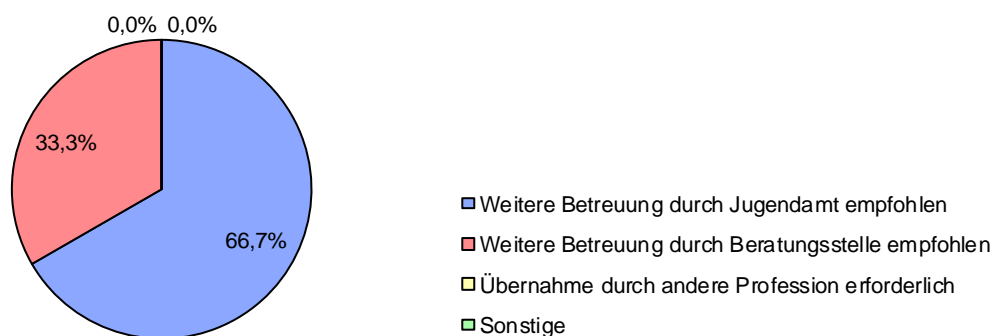 0,0% 0,0%
33,3%
66,7%
Weitere Betreuung durch Jugendamt empfohlen
Weitere Betreuung durch Beratungsstelle empfohlen
Übernahme durch andere Profession erforderlich
Sonstige